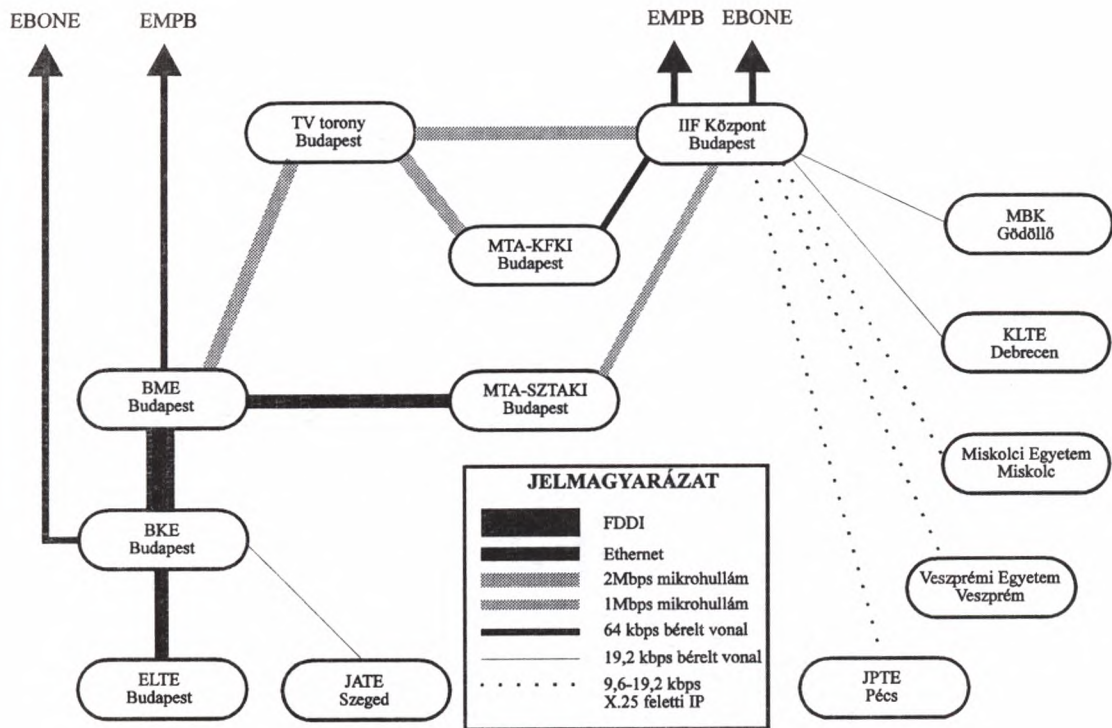 EBONE
EMPB
EMPB
EBONE
TV torony
Budapest
IIF Központ
Budapest
MTA-KFKI
Budapest
MBK
Gödöllő
KLTE
Debrecen
BME
Budapest
MTA-SZTAKI
Budapest
Miskolci Egyetem
Miskolc
BKE
Budapest
Veszprémi Egyetem
Veszprém
ELTE
Budapest
JATE
Szeged
JPTE
Pécs
JELMAGYARÁZAT
FDDI
Ethernet
2Mbps mikrohullám
1Mbps mikrohullám
64 kbps bérelt vonal
19,2 kbps bérelt vonal
9,6-19,2 kbps
X.25 feletti IP